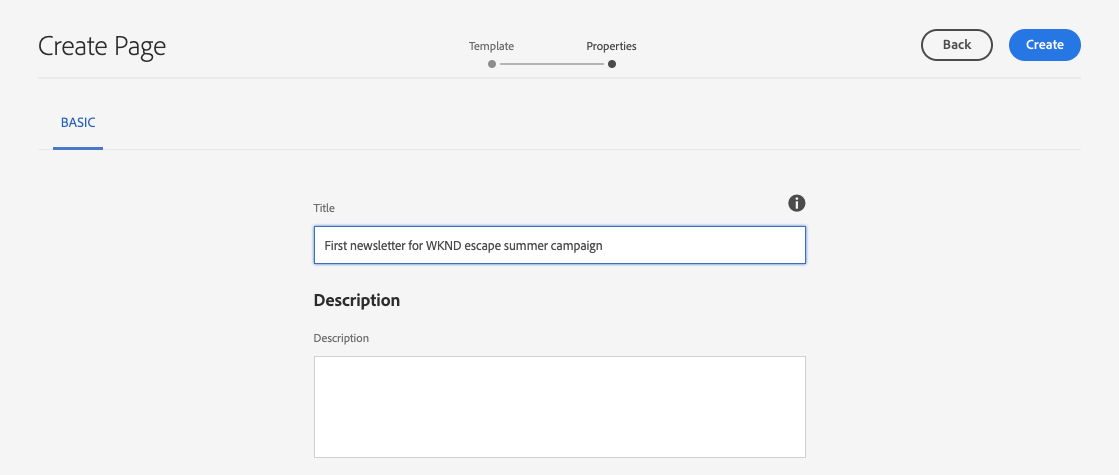 Create Page
Template
Properties
Back
Create
BASIC
Title
First newsletter for WKND escape summer campaign
Description
Description